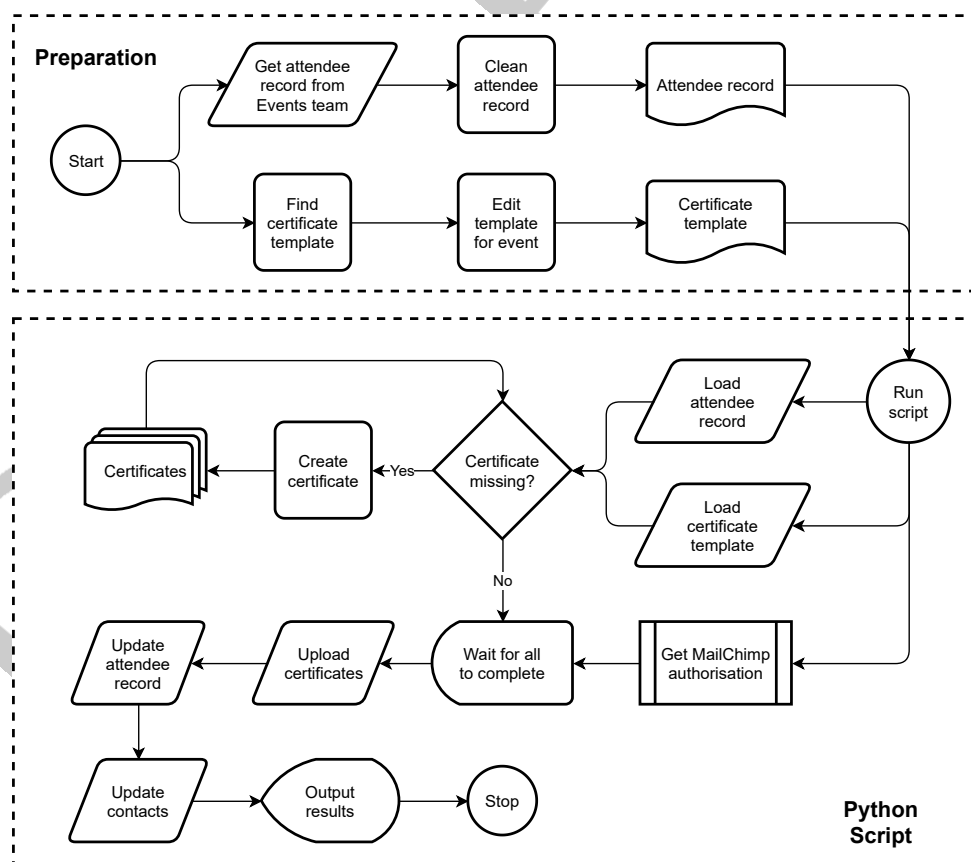 Preparation
Get attendee
record from
Events team
Clean
attendee
record
Attendee record
Start
Find
certificate
template
Edit
template
for event
Certificate
template
Load
attendee
record
Run
script
Certificates
Create
certificate
Yes
Certificate
missing?
Load
certificate
template
No
Update
attendee
record
Upload
certificates
Wait for all
to complete
Get MailChimp
authorisation
Update
contacts
Output
results
Stop
Python
Script